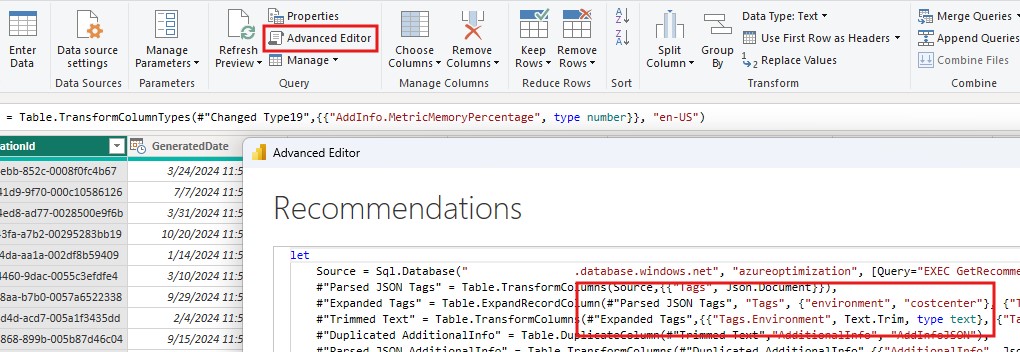 Enter Data
Data source settings
Data Sources
Manage Parameters
Parameters
Refresh Preview
Properties
Advanced Editor
Manage
Query
Choose Columns
Remove Columns
Manage Columns
Keep Rows
Remove Rows
Reduce Rows
A Z
Z A
Sort
Split Column
Group By
Data Type: Text
Use First Row as Headers
1 2 Replace Values
Transform
Merge Queries
Append Queries
Combine Files
Combine
= Table.TransformColumnTypes(#"Changed Type19",{{"AddInfo.MetricMemoryPercentage", type number}}, "en-US")
ationId
GeneratedDate
ebb-852c-0008f0fc4b67
3/24/2024 11:5
41d9-9f70-000c10586126
7/7/2024 11:5
4ed8-ad77-0028500e9f6b
3/31/2024 11:5
43fa-a7b2-00295283bb19
10/20/2024 11:5
4da-aa1a-002df8b59409
1/14/2024 11:5
4460-9dac-0055c3efdfe4
3/10/2024 11:5
8aa-b7b0-0057a6522338
9/29/2024 11:5
d4d-acd7-005a1f3435dd
2/4/2024 11:5
868-899b-005b87d46c04
9/15/2024 11:5
Advanced Editor
Recommendations
let
Source = Sql.Database(" .database.windows.net", "azureoptimization", [Query="EXEC GetRecomme
#"Parsed JSON Tags" = Table.TransformColumns(Source,{{"Tags", Json.Document}}),
#"Expanded Tags" = Table.ExpandRecordColumn(#"Parsed JSON Tags", "Tags", {"environment", "costcenter"}, {"T
#"Trimmed Text" = Table.TransformColumns(#"Expanded Tags",{{"Tags.Environment", Text.Trim, type text}, {"Ta
#"Duplicated AdditionalInfo" = Table.DuplicateColumn(#"Trimmed Text", "AdditionalInfo", "AddInfoJSON"),
#"Parsed JSON AdditionalInfo" = Table.TransformColumns(#"Duplicated AdditionalInfo",{{"AdditionalInfo",